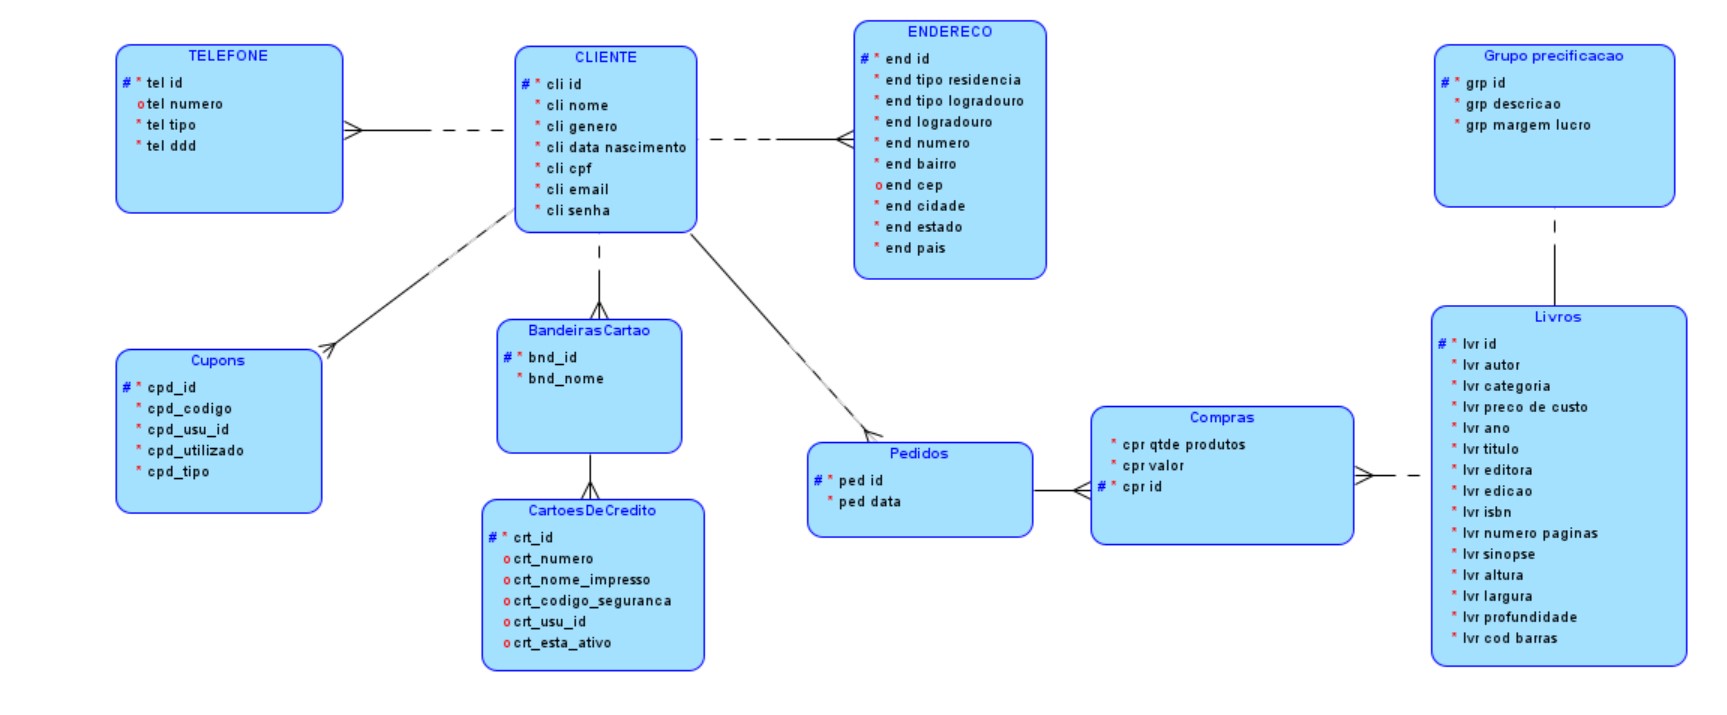 TELEFONE
# * tel id
o tel numero
* tel tipo
* tel ddd
CLIENTE
# * cli id
* cli nome
* cli genero
* cli data nascimento
* cli cpf
* cli email
* cli senha
ENDERECO
# * end id
* end tipo residencia
* end tipo logradouro
* end logradouro
* end numero
* end bairro
o end cep
* end cidade
* end estado
* end pais
Grupo precificacao
# * grp id
* grp descricao
* grp margem lucro
Cupons
# * cpd_id
* cpd_codigo
* cpd_usu_id
* cpd_utilizado
* cpd_tipo
BandeirasCartao
# * bnd_id
* bnd_nome
CartoesDeCredito
# * crt_id
o crt_numero
o crt_nome_impresso
o crt_codigo_seguranca
o crt_usu_id
o crt_esta_ativo
Pedidos
# * ped id
* ped data
Compras
* cpr qtde produtos
* cpr valor
# * cpr id
Livros
# * lvr id
* lvr autor
* lvr categoria
* lvr preco de custo
* lvr ano
* lvr titulo
* lvr editora
* lvr edicao
* lvr isbn
* lvr numero paginas
* lvr sinopse
* lvr altura
* lvr largura
* lvr profundidade
* lvr cod barras